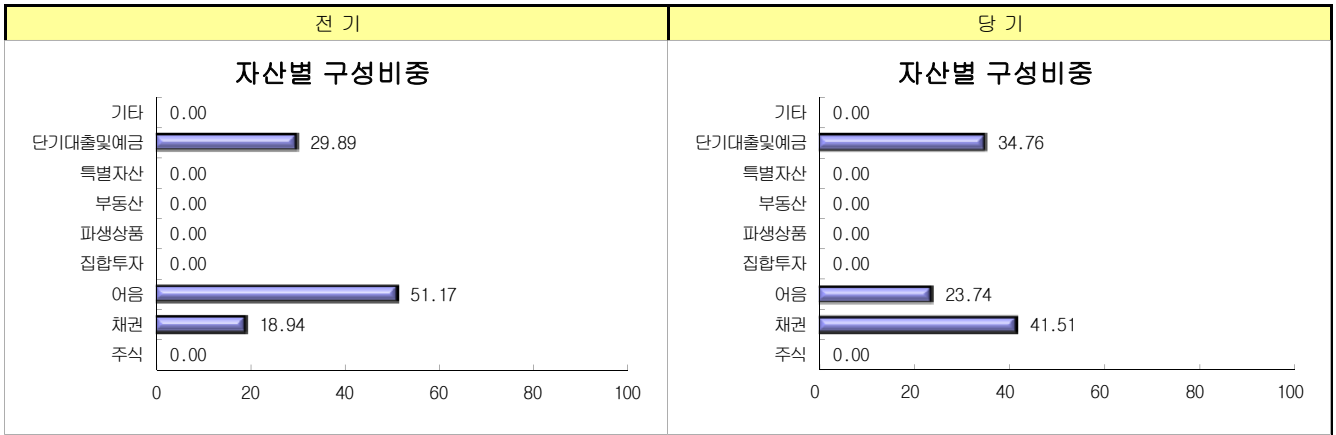 전 기
당 기
자산별 구성비중
기타 0.00
단기대출및예금 29.89
특별자산 0.00
부동산 0.00
파생상품 0.00
집합투자 0.00
어음 51.17
채권 18.94
주식 0.00
0 20 40 60 80 100
자산별 구성비중
기타 0.00
단기대출및예금 34.76
특별자산 0.00
부동산 0.00
파생상품 0.00
집합투자 0.00
어음 23.74
채권 41.51
주식 0.00
0 20 40 60 80 100